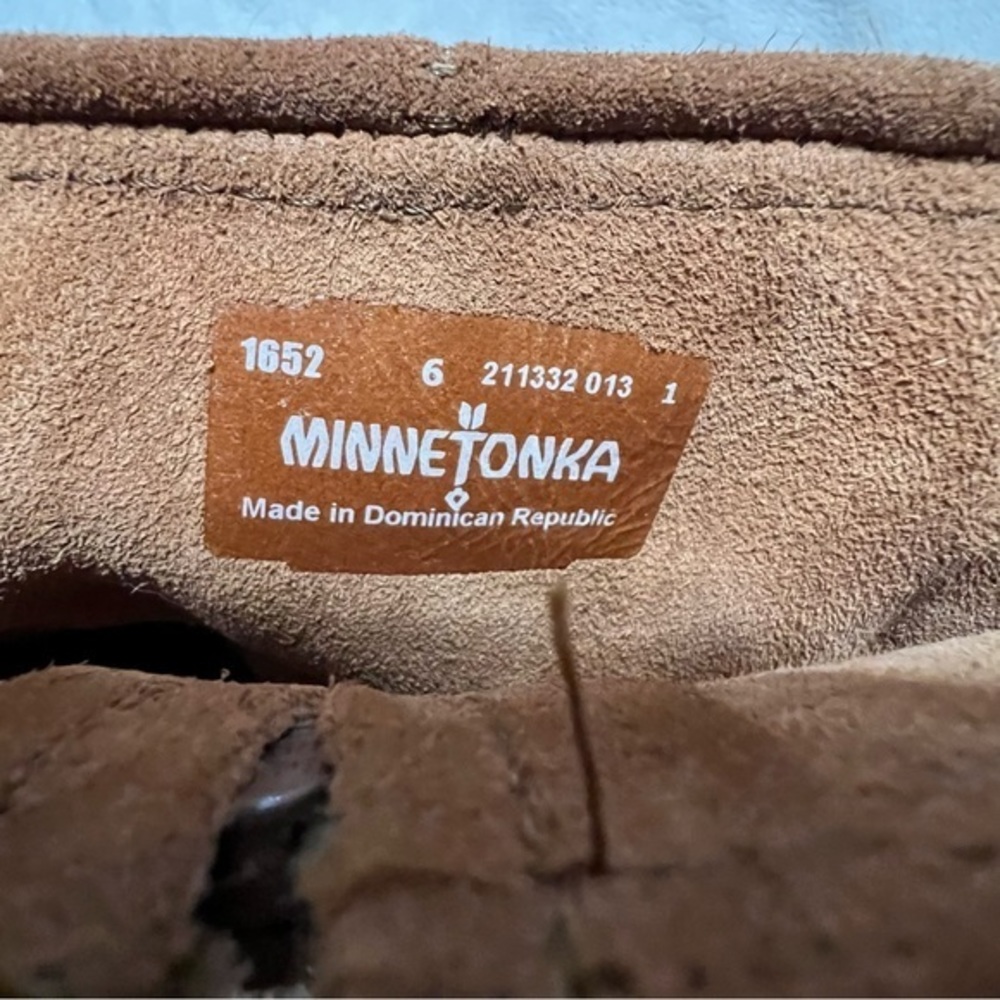 1652 6 211332 013 1
MINNETONKA
Made in Dominican Republic